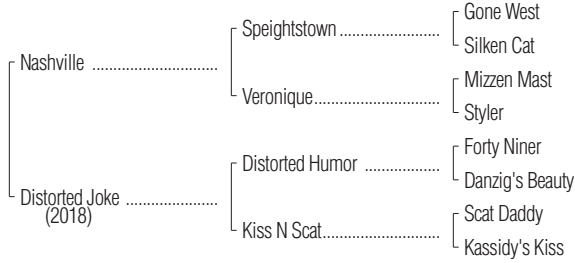 Gone West
Speightstown ....................
Silken Cat
Nashville .........................
Mizzen Mast
Veronique .........................
Styler
Forty Niner
Distorted Humor ...............
Danzig's Beauty
Distorted Joke ..................
(2018)
Scat Daddy
Kiss N Scat .......................
Kassidy's Kiss